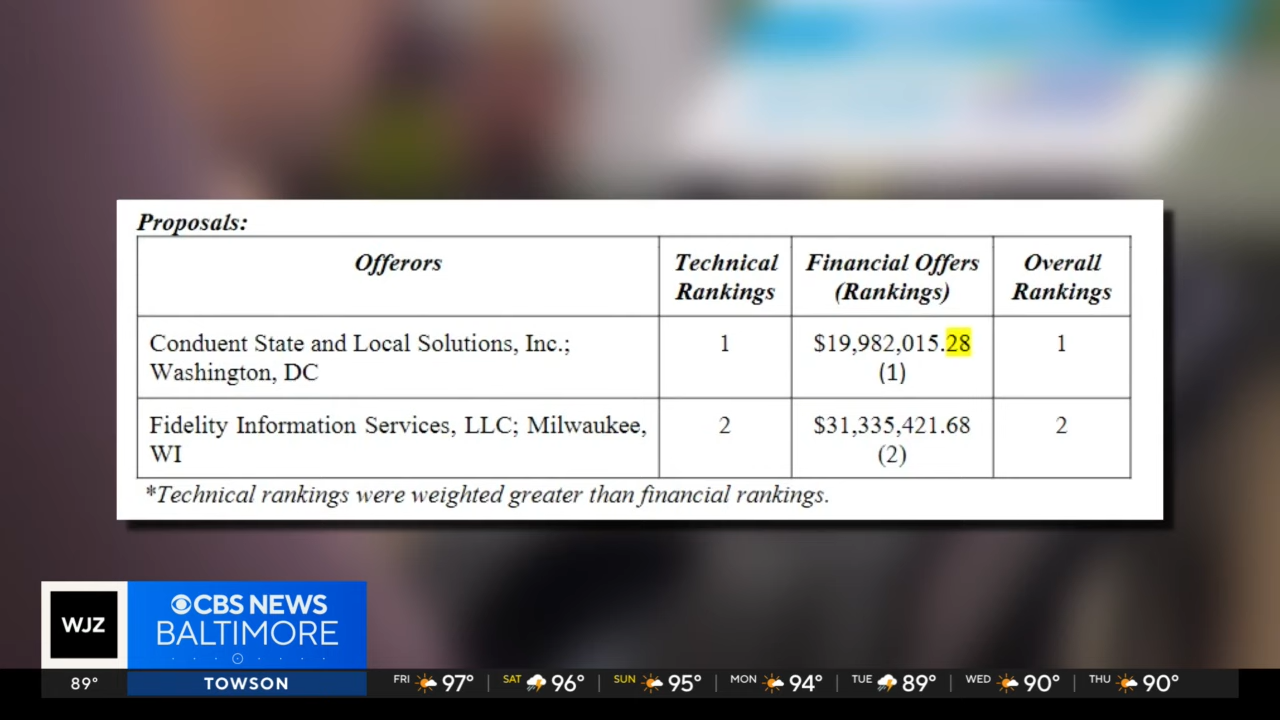 Proposals:
Offerors
Technical
Rankings
Financial Offers
(Rankings)
Overall
Rankings
Conduent State and Local Solutions, Inc.;
Washington, DC
1
$19,982,015.28
(1)
1
Fidelity Information Services, LLC; Milwaukee,
WI
2
$31,335,421.68
(2)
2
*Technical rankings were weighted greater than financial rankings.
WJZ
CBS NEWS
BALTIMORE
89°
TOWSON
FRI 97°
SAT 96°
SUN 95°
MON 94°
TUE 89°
WED 90°
THU 90°